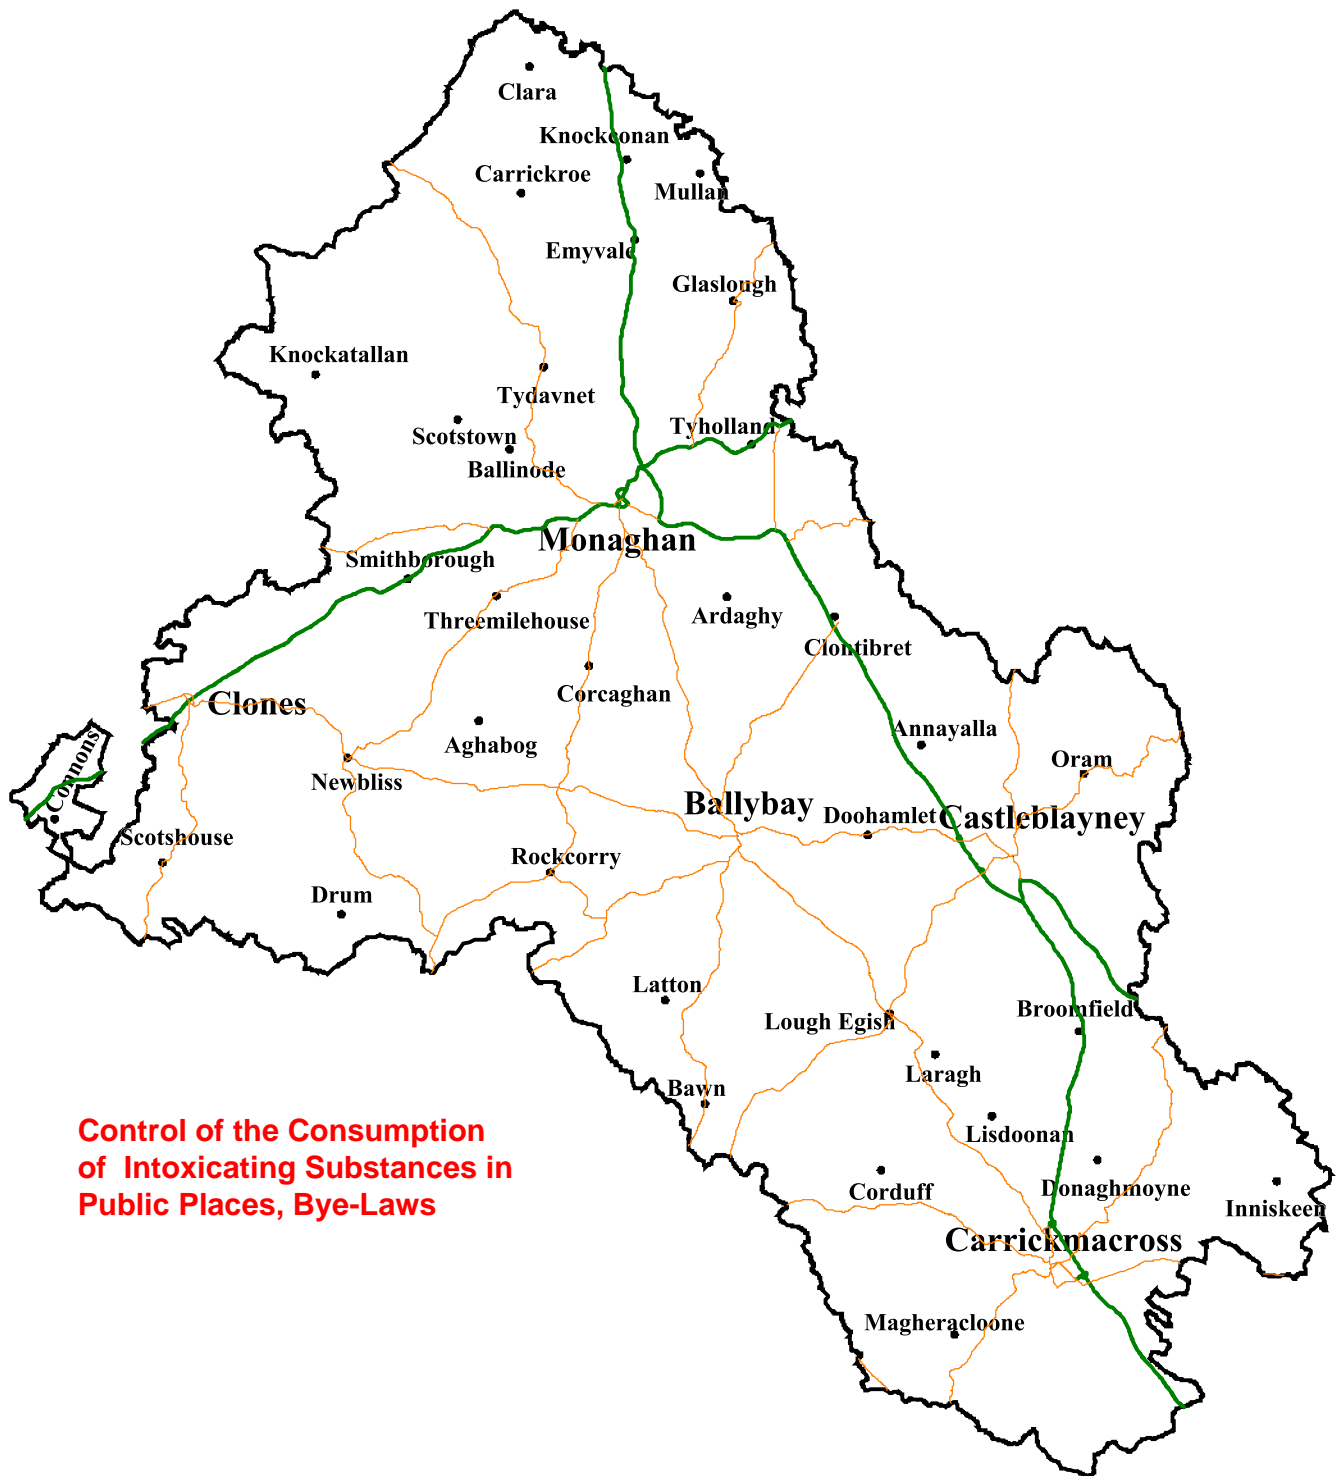 Clara
Knockconan
Carrickroe
Mullan
Emyvale
Glaslough
Knockatallan
Tydavnet
Scotstown
Tyholland
Ballinode
Monaghan
Smithborough
Threemilehouse
Ardaghy
Clontibret
Corcaghan
Clones
Aghabog
Annayalla
Connons
Newbliss
Oram
Ballybay
Doohamlet
Castleblayney
Scotshouse
Rockcorry
Drum
Latton
Lough Egish
Broomfield
Laragh
Bawn
Lisdoonan
Control of the Consumption
of  Intoxicating Substances in
Public Places, Bye-Laws
Corduff
Donaghmoyne
Inniskeen
Carrickmacross
Magheracloone